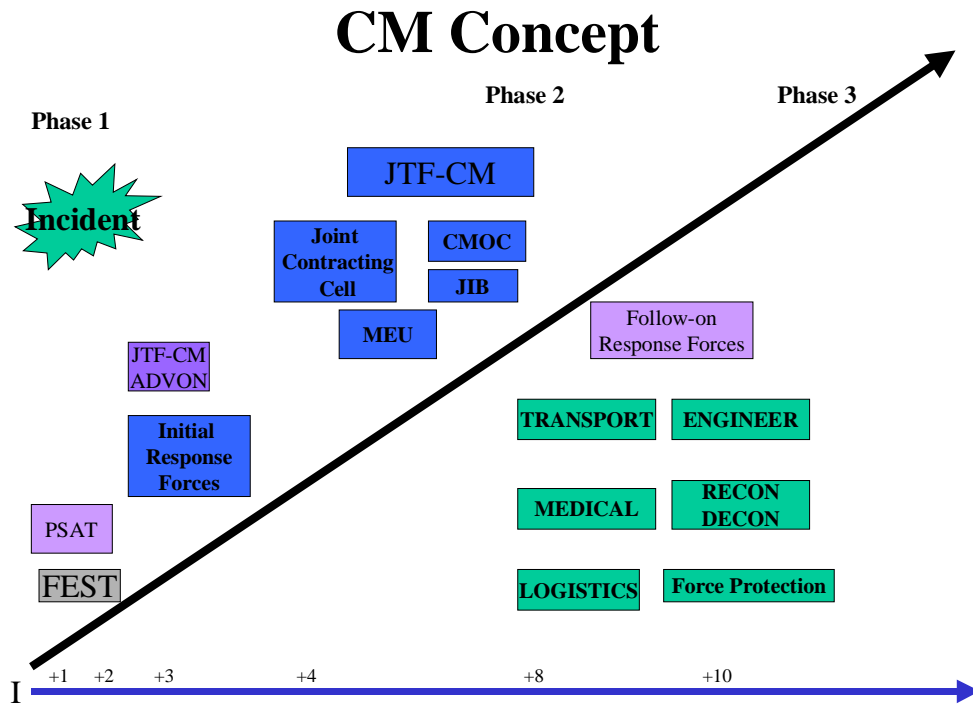 CM Concept
Phase 2
Phase 3
Phase 1
JTF-CM
Incident
Joint
Contracting
Cell
CMOC
JIB
MEU
Follow-on
Response Forces
JTF-CM
ADVON
TRANSPORT
ENGINEER
Initial
Response
Forces
MEDICAL
RECON
DECON
PSAT
FEST
LOGISTICS
Force Protection
+1
+2
+3
+4
+8
+10
I